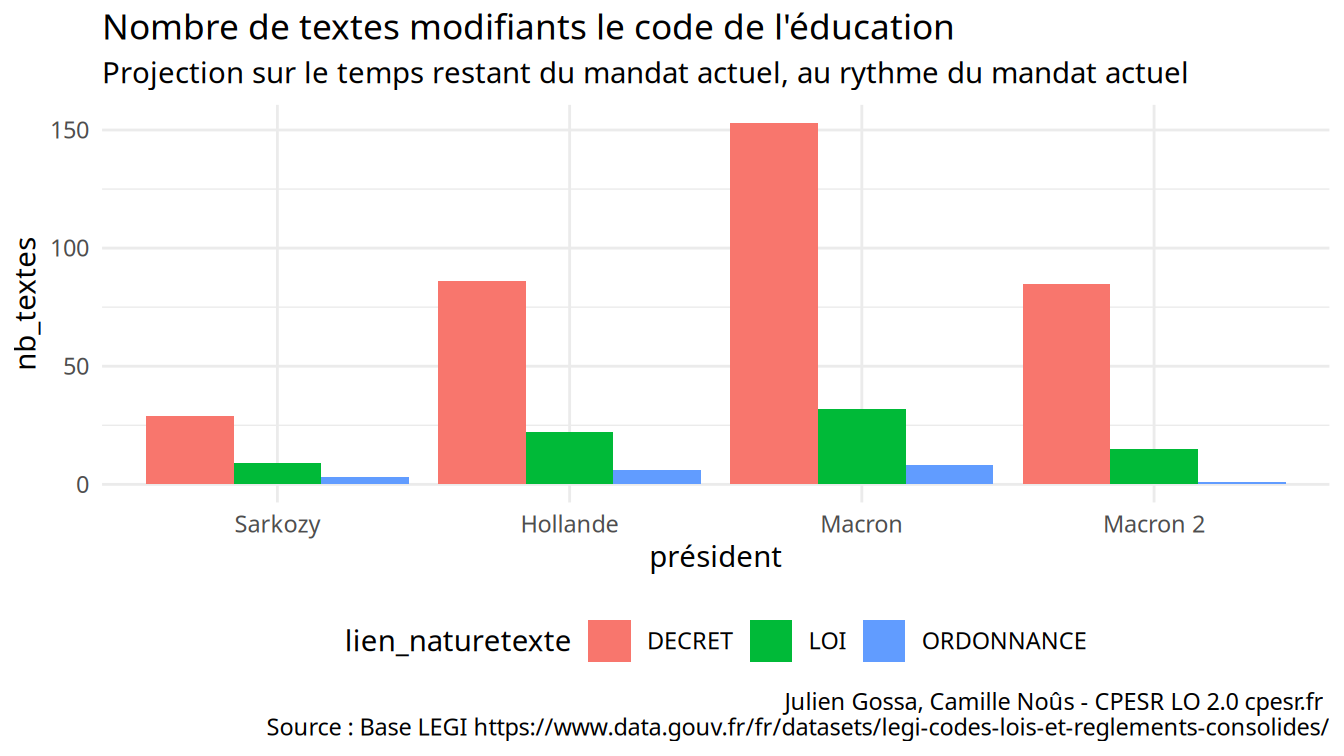 Nombre de textes modifiants le code de l'éducation
Projection sur le temps restant du mandat actuel, au rythme du mandat actuel
nb_textes
150
100
50
0
Sarkozy Hollande Macron Macron 2
président
lien_naturetexte DECRET LOI ORDONNANCE
Julien Gossa, Camille Noûs - CPESR LO 2.0 cpesr.fr
Source : Base LEGI https://www.data.gouv.fr/fr/datasets/legi-codes-lois-et-reglements-consolides/